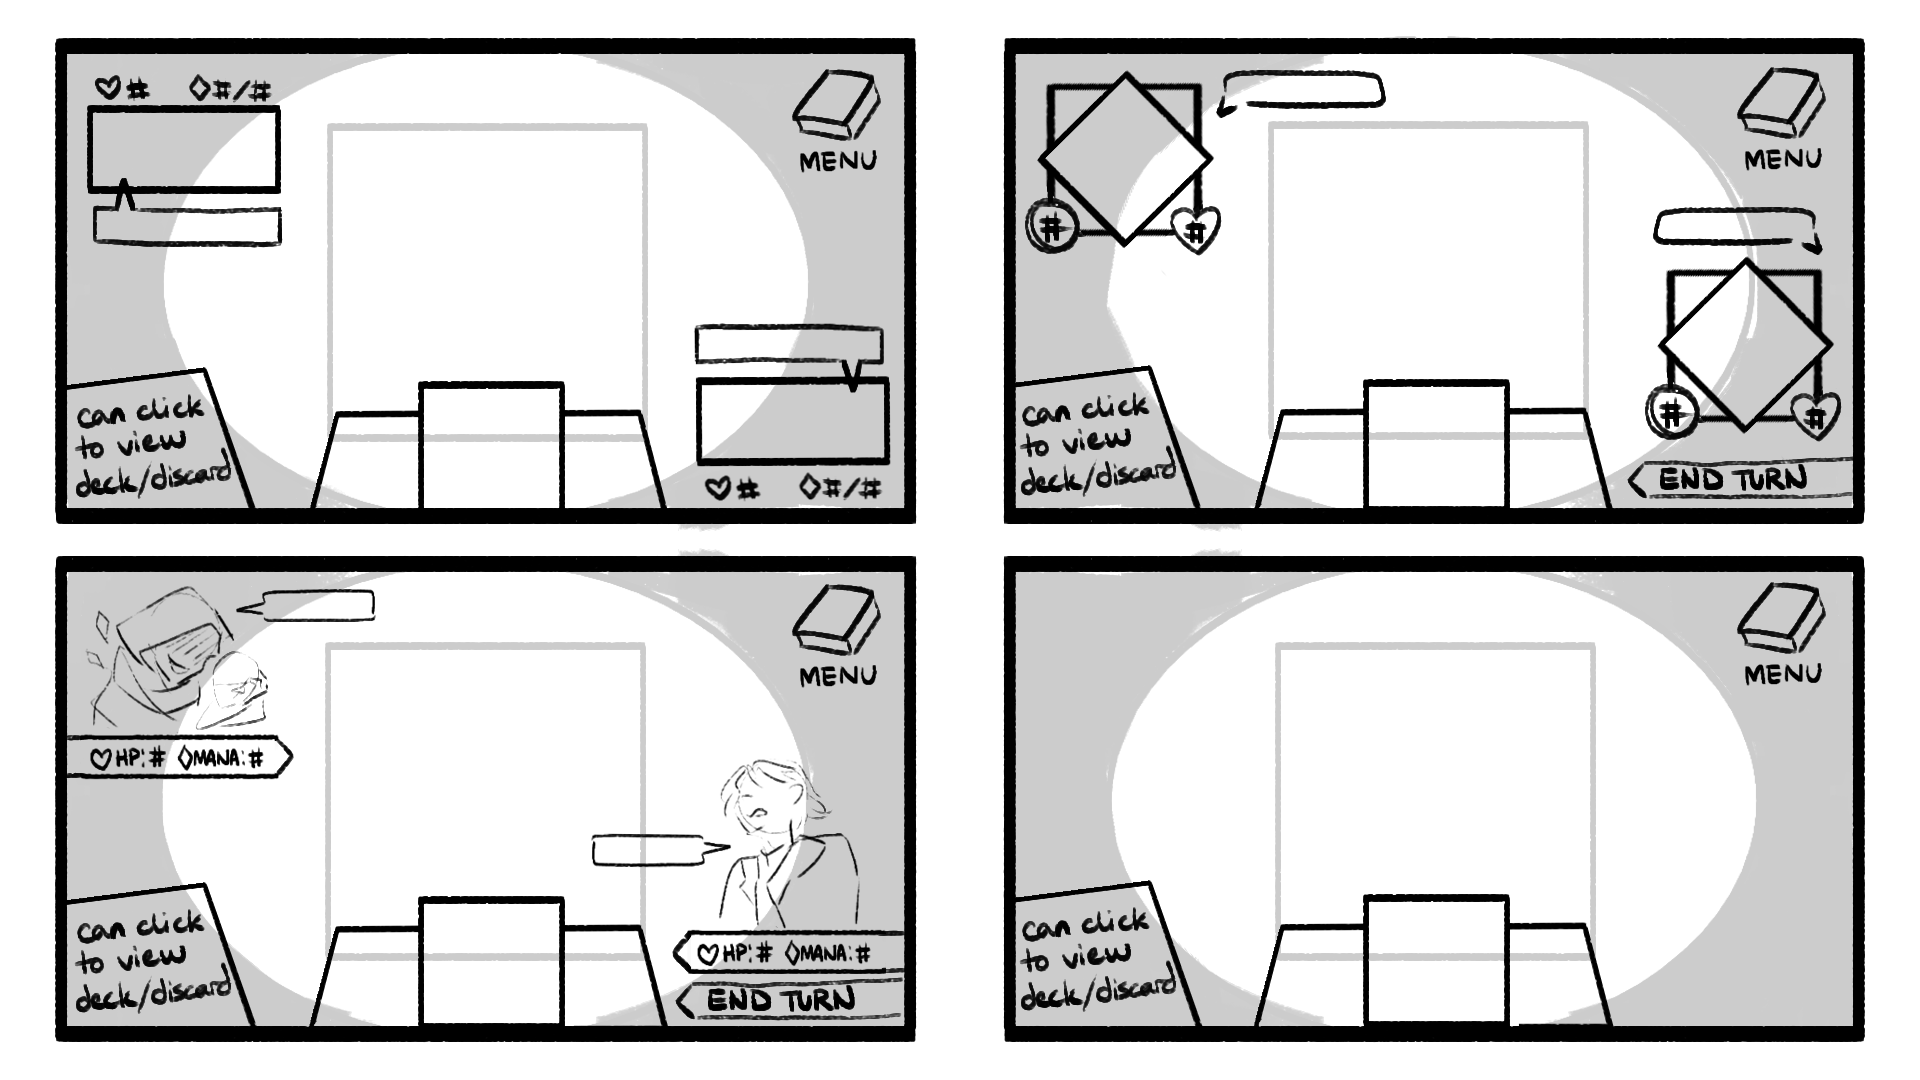 ♡# ◇#/#
MENU
can click
to view
deck/discard
♡# ◇#/#
MENU
# #
# #
can click
to view
deck/discard
END TURN
MENU
♡HP:# ◇MANA:#
can click
to view
deck/discard
♡HP:# ◇MANA:#
END TURN
MENU
can click
to view
deck/discard